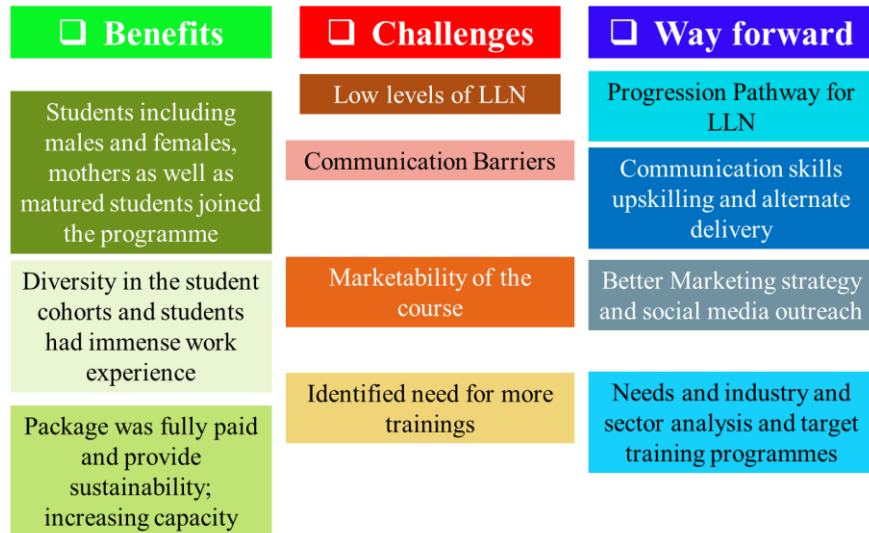 ❑ Benefits
Students including
males and females,
mothers as well as
matured students joined
the programme
Diversity in the student
cohorts and students
had immense work
experience
Package was fully paid
and provide
sustainability;
increasing capacity
❑ Challenges
Low levels of LLN
Communication Barriers
Marketability of the
course
Identified need for more
trainings
❑ Way forward
Progression Pathway for
LLN
Communication skills
upskilling and alternate
delivery
Better Marketing strategy
and social media outreach
Needs and industry and
sector analysis and target
training programmes